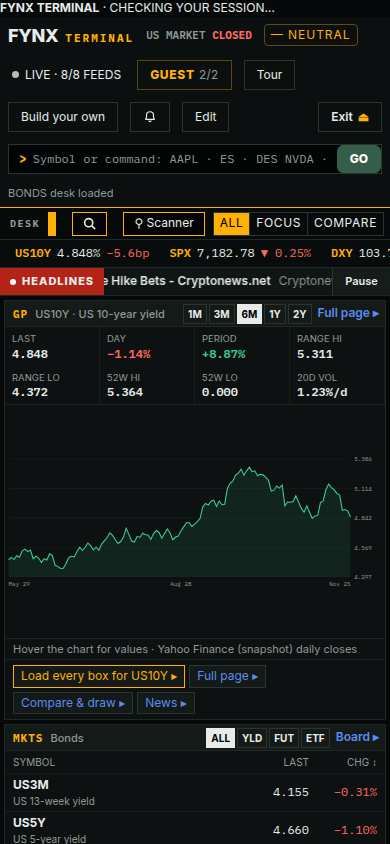 FYNX TERMINAL · CHECKING YOUR SESSION...
FYNX TERMINAL US MARKET CLOSED — NEUTRAL
LIVE · 8/8 FEEDS GUEST 2/2 Tour
Build your own Edit Exit
> Symbol or command: AAPL · ES · DES NVDA · GO
BONDS desk loaded
DESK Scanner ALL FOCUS COMPARE
US10Y 4.848% −5.6bp SPX 7,182.78 ▼ 0.25% DXY 103.7
HEADLINES e Hike Bets - Cryptonews.net Cryptone Pause
GP US10Y · US 10-year yield 1M 3M 6M 1Y 2Y Full page ▸
LAST DAY PERIOD RANGE HI
4.848 −1.14% +8.87% 5.311
RANGE LO 52W HI 52W LO 20D VOL
4.372 5.364 0.000 1.23%/d
May 29 Aug 28 Nov 25
Hover the chart for values · Yahoo Finance (snapshot) daily closes
Load every box for US10Y ▸ Full page ▸
Compare & draw ▸ News ▸
MKTS Bonds ALL YLD FUT ETF Board ▸
SYMBOL LAST CHG ↕
US3M 4.155 −0.31%
US 13-week yield
US5Y 4.660 −1.10%
US 5-year yield